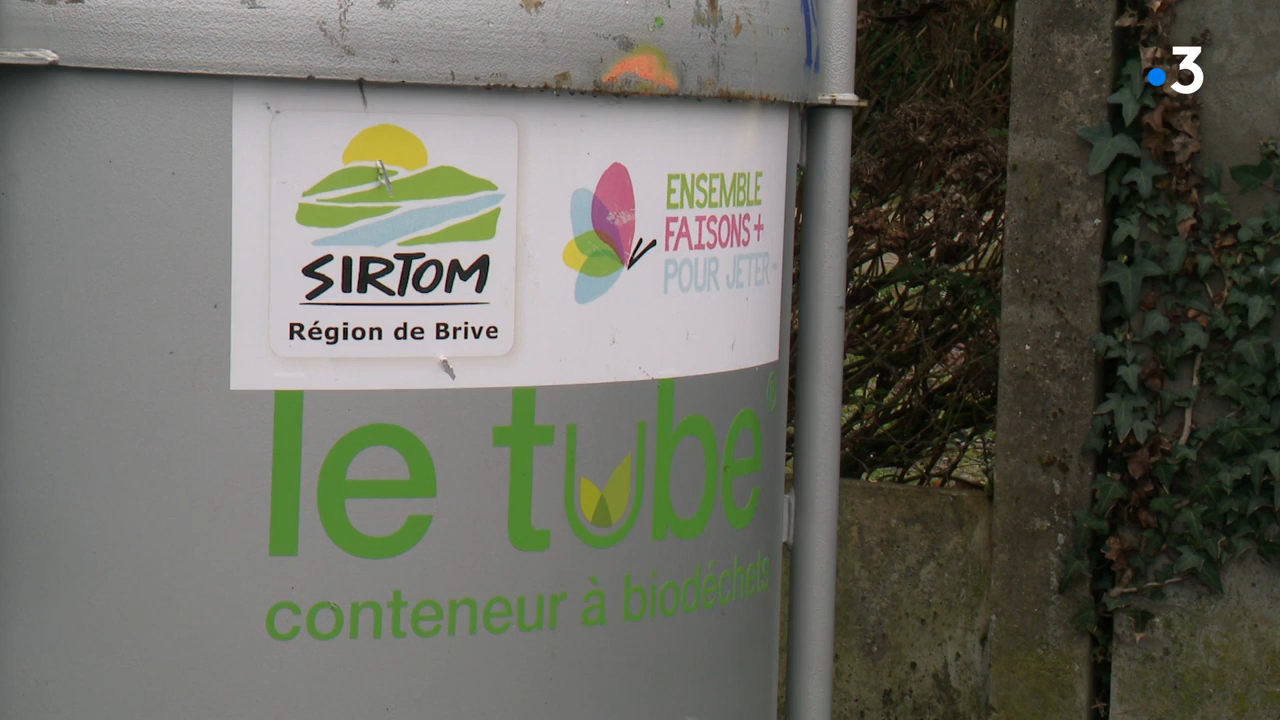 3
SIRTOM
Région de Brive
ENSEMBLE
FAISONS +
POUR JETER -
le tube®
conteneur à biodéchets